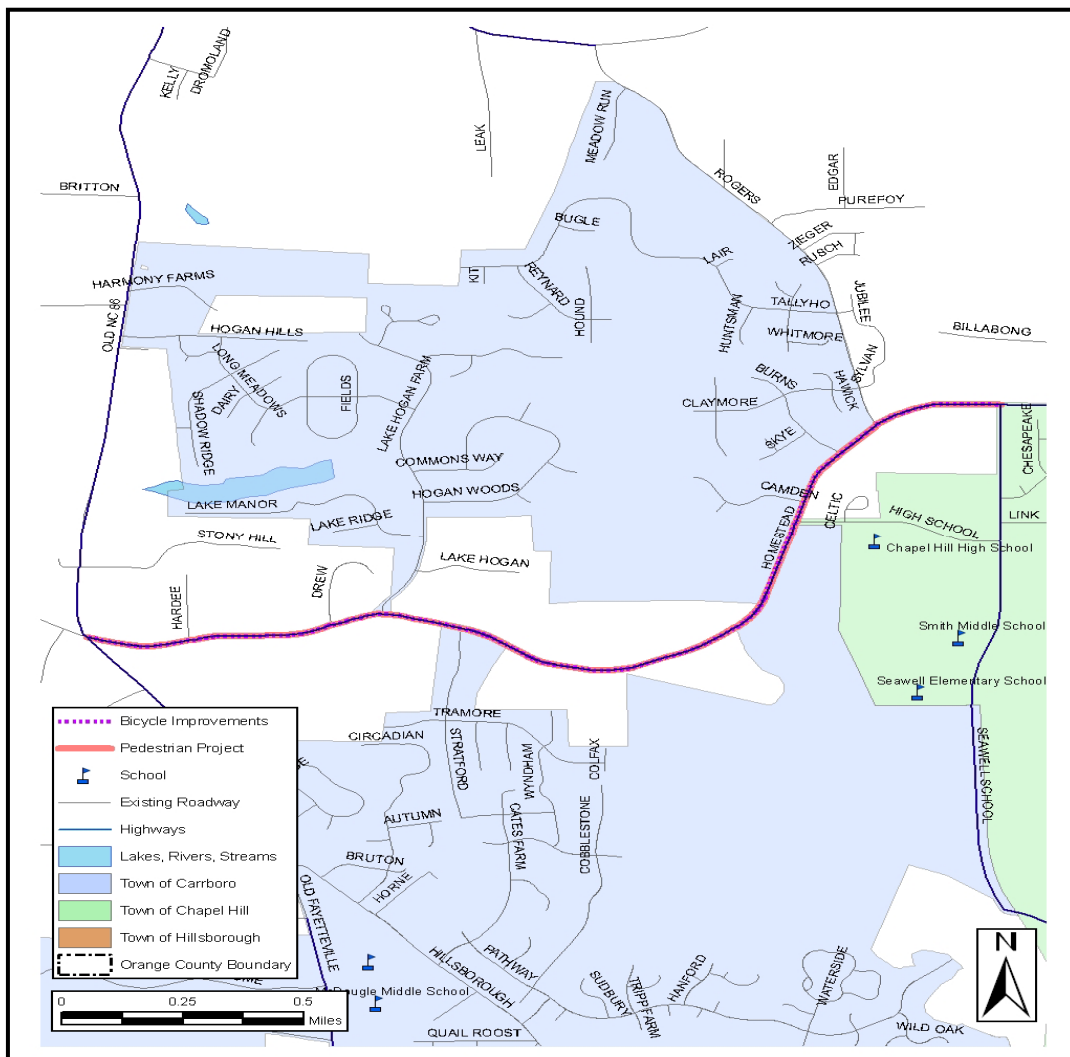 KELLY
DROMOLAND
LEAK
MEADOW RUN
BRITTON
ROGERS
EDGAR
PUREFOY
ZIEGER
RUSCH
BUGLE
LAIR
KIT
REYNARD
HOUND
HARMONY FARMS
OLD NC 86
HUNTSMAN
TALLYHO
JUBILEE
WHITMORE
BILLABONG
HOGAN HILLS
LONG MEADOWS
DAIRY
SHADOW RIDGE
FIELDS
LAKE HOGAN FARM
BURNS
HAWICK
SYLVAN
CLAYMORE
SKYE
COMMONS WAY
HOGAN WOODS
CAMDEN
CELTIC
CHESAPEAKE
LAKE MANOR
LAKE RIDGE
HOMESTEAD
HIGH SCHOOL
LINK
STONY HILL
LAKE HOGAN
Chapel Hill High School
HARDEE
DREW
Smith Middle School
Seawell Elementary School
TRAMORE
CIRCADIAN
STRATFORD
WYNDHAM
COLFAX
SEAWELL SCHOOL
AUTUMN
CATES FARM
COBBLESTONE
BRUTON
HORNE
OLD FAYETTEVILLE
HILLSBOROUGH
PATHWAY
SUDBURY
TRIPP FARM
HANFORD
WATERSIDE
WILD OAK
QUAIL ROOST
Middle School
Bicycle Improvements
Pedestrian Project
School
Existing Roadway
Highways
Lakes, Rivers, Streams
Town of Carrboro
Town of Chapel Hill
Town of Hillsborough
Orange County Boundary
0 0.25 0.5
Miles
N